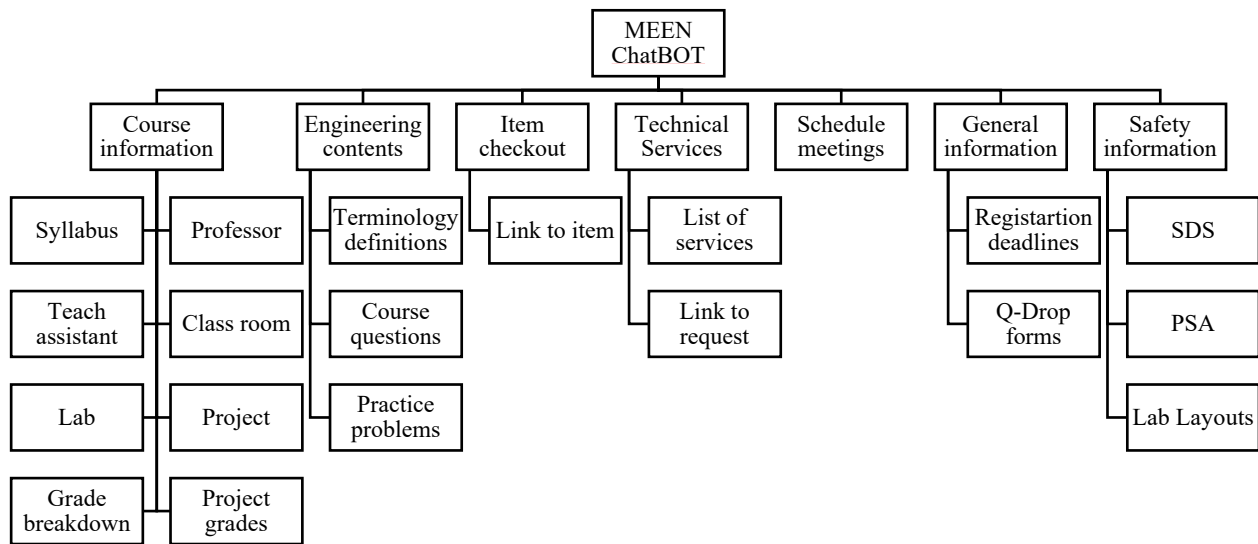 MEEN
ChatBOT
Course
information
Engineering
contents
Item
checkout
Technical
Services
Schedule
meetings
General
information
Safety
information
Syllabus
Professor
Terminology
definitions
Link to item
List of
services
Registartion
deadlines
SDS
Teach
assistant
Class room
Course
questions
Link to
request
Q-Drop
forms
PSA
Lab
Project
Practice
problems
Lab Layouts
Grade
breakdown
Project
grades